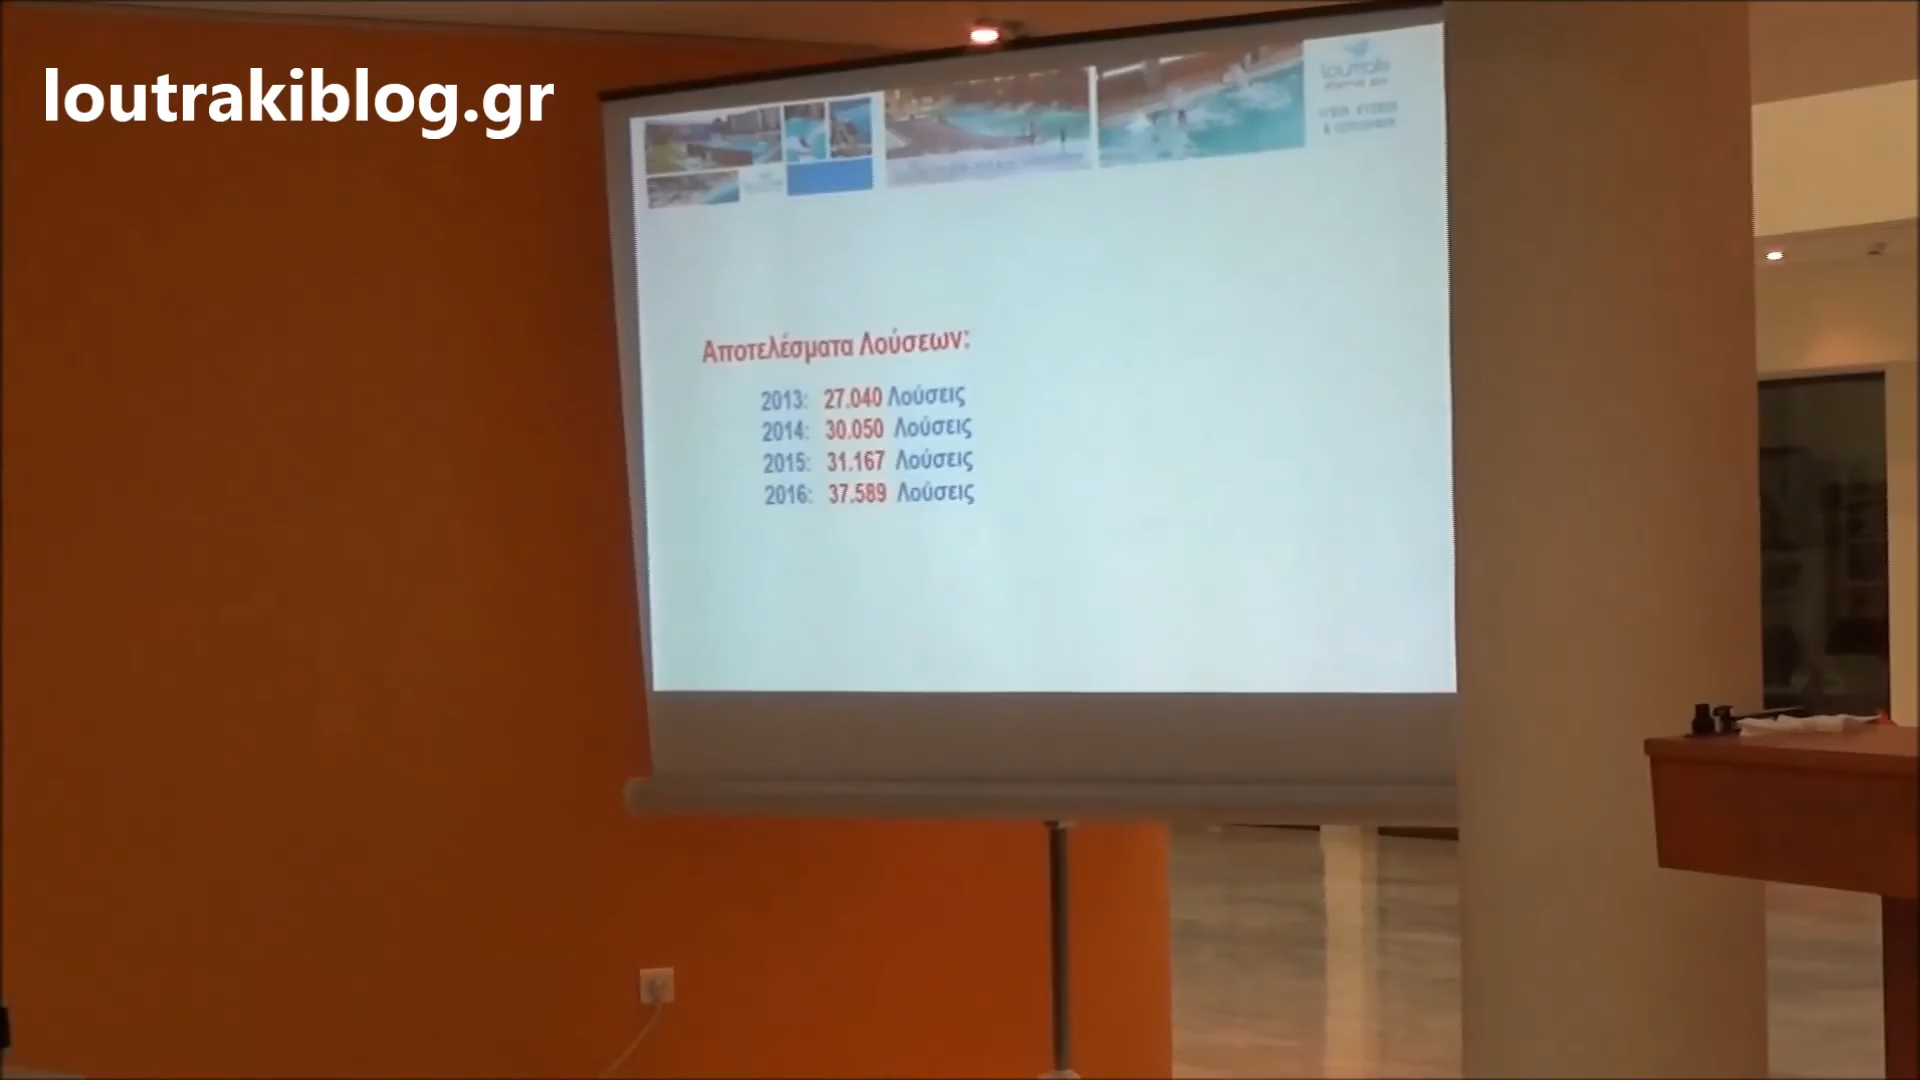 loutrakiblog.gr
Αποτελέσματα Λούσεων:
2013: 27.040 Λούσεις
2014: 30.050 Λούσεις
2015: 31.167 Λούσεις
2016: 37.589 Λούσεις